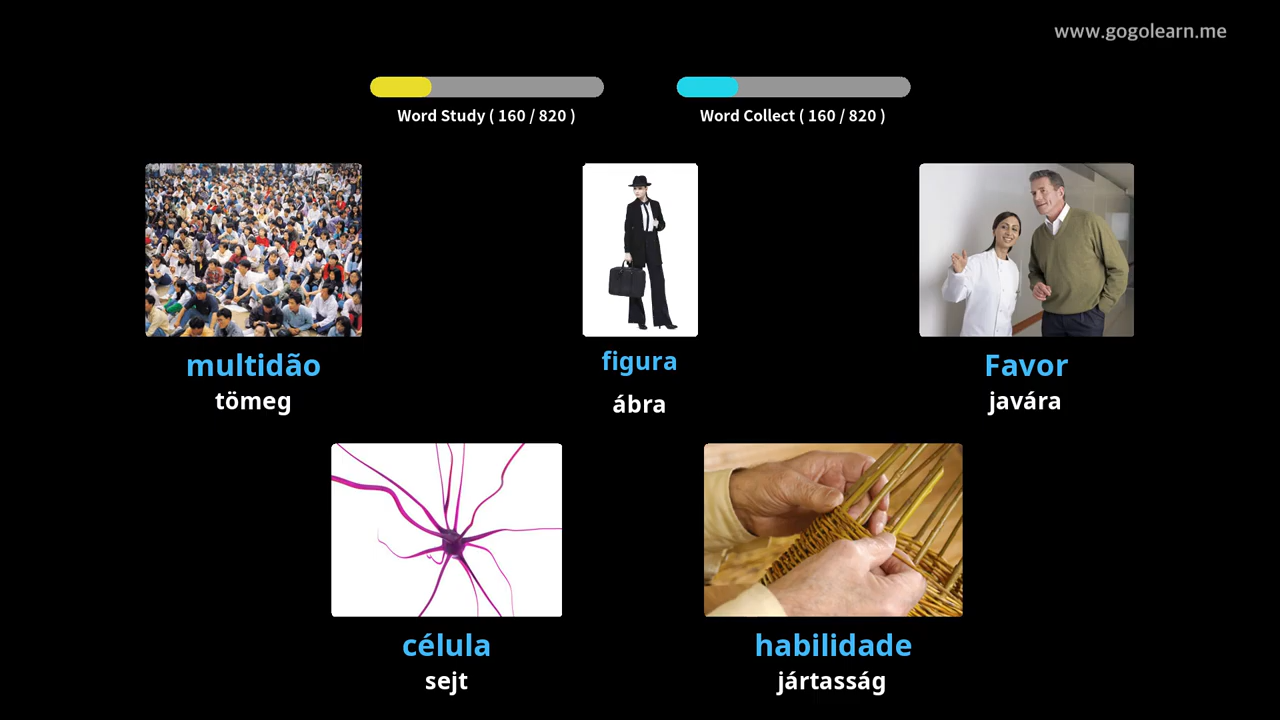 www.gogolearn.me
Word Study ( 160 / 820 )
Word Collect ( 160 / 820 )
multidão
tömeg
figura
ábra
Favor
javára
célula
sejt
habilidade
jártasság